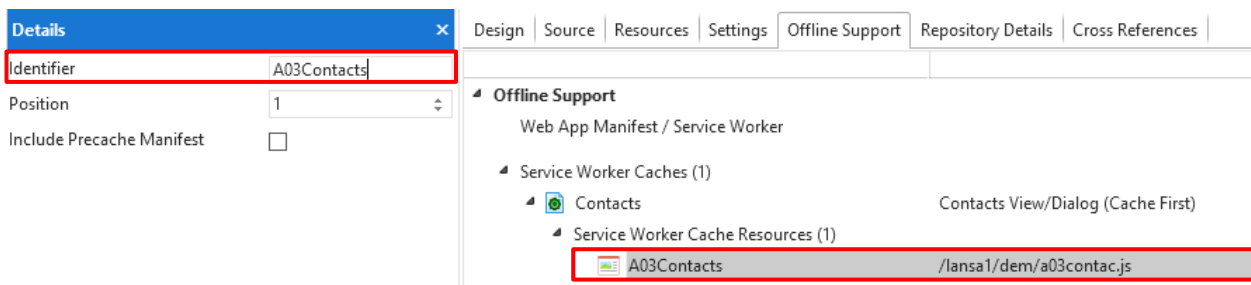 Details
Identifier A03Contacts
Position 1
Include Precache Manifest
Design Source Resources Settings Offline Support Repository Details Cross References
Offline Support
Web App Manifest / Service Worker
Service Worker Caches (1)
Contacts Contacts View/Dialog (Cache First)
Service Worker Cache Resources (1)
A03Contacts /lansa1/dem/a03contac.js